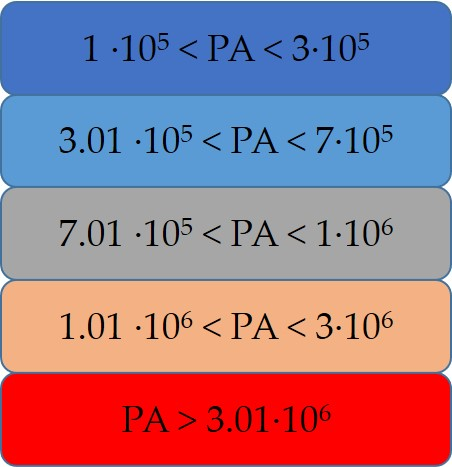 1 ·10⁵ < PA < 3·10⁵
3.01 ·10⁵ < PA < 7·10⁵
7.01 ·10⁵ < PA < 1·10⁶
1.01 ·10⁶ < PA < 3·10⁶
PA > 3.01·10⁶